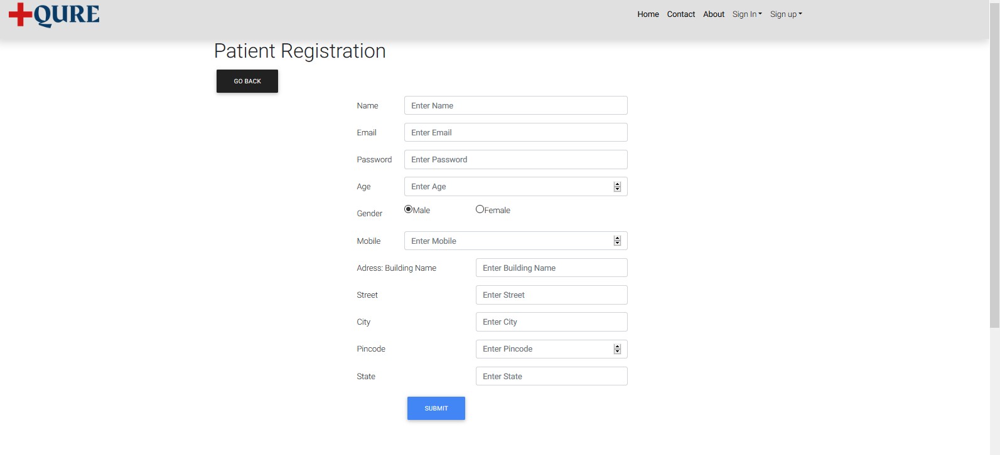 QURE
Home Contact About Sign In Sign up
Patient Registration
GO BACK
Name Enter Name
Email Enter Email
Password Enter Password
Age Enter Age
Gender Male Female
Mobile Enter Mobile
Adress: Building Name Enter Building Name
Street Enter Street
City Enter City
Pincode Enter Pincode
State Enter State
SUBMIT